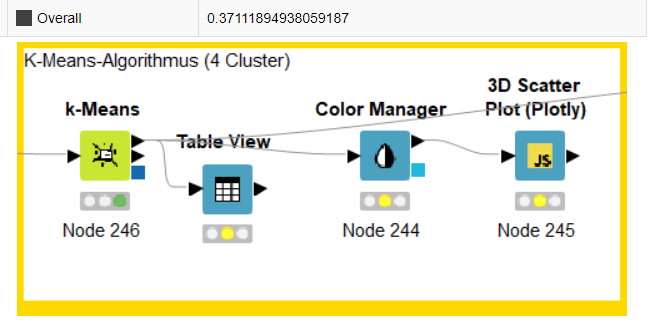 Overall 0.37111894938059187
K-Means-Algorithmus (4 Cluster)
k-Means
Table View
Color Manager
3D Scatter
Plot (Plotly)
JS
Node 246
Node 244
Node 245